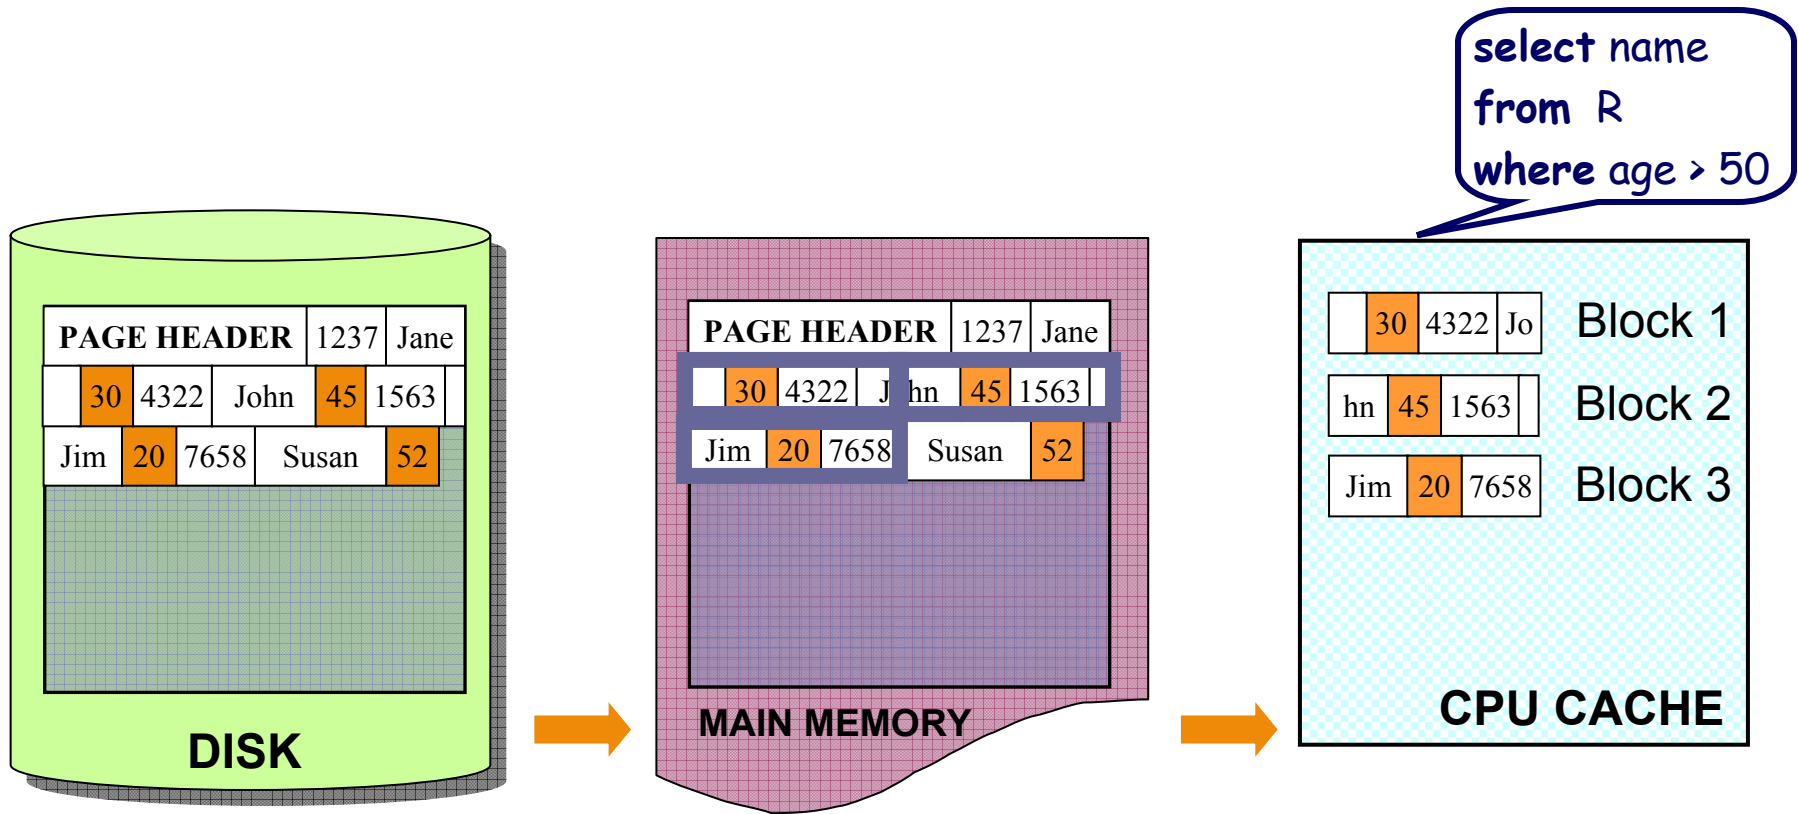 select name
from R
where age > 50
PAGE HEADER 1237 Jane
30 4322 John 45 1563
Jim 20 7658 Susan 52
DISK
PAGE HEADER 1237 Jane
30 4322 J hn 45 1563
Jim 20 7658 Susan 52
MAIN MEMORY
30 4322 Jo Block 1
hn 45 1563 Block 2
Jim 20 7658 Block 3
CPU CACHE